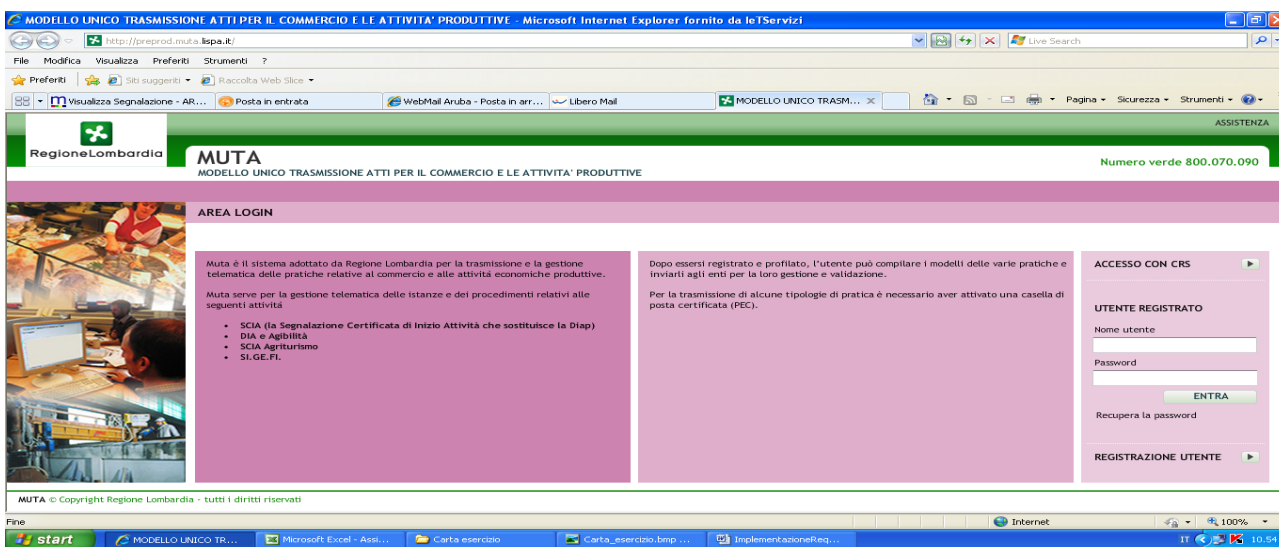 MODELLO UNICO TRASMISSIONE ATTI PER IL COMMERCIO E LE ATTIVITA' PRODUTTIVE - Microsoft Internet Explorer fornito da IeTServizi
http://preprod.muta.lispa.it/
Live Search
File Modifica Visualizza Preferiti Strumenti ?
Preferiti Siti suggeriti Raccolta Web Slice
Visualizza Segnalazione - AR... Posta in entrata WebMail Aruba - Posta in arr... Libero Mail MODELLO UNICO TRASM... Pagina Sicurezza Strumenti
ASSISTENZA
RegioneLombardia
MUTA
Numero verde 800.070.090
MODELLO UNICO TRASMISSIONE ATTI PER IL COMMERCIO E LE ATTIVITA' PRODUTTIVE
AREA LOGIN
Muta è il sistema adottato da Regione Lombardia per la trasmissione e la gestione
telematica delle pratiche relative al commercio e alle attivitá economiche produttive.
Muta serve per la gestione telematica delle istanze e dei procedimenti relativi alle
seguenti attivitá
• SCIA (la Segnalazione Certificata di Inizio Attività che sostituisce la Diap)
• DIA e Agibilità
• SCIA Agriturismo
• SI.GE.FI.
Dopo essersi registrato e profilato, l'utente può compilare i modelli delle varie pratiche e
inviarli agli enti per la loro gestione e validazione.
Per la trasmissione di alcune tipologie di pratica è necessario aver attivato una casella di
posta certificata (PEC).
ACCESSO CON CRS
UTENTE REGISTRATO
Nome utente
Password
ENTRA
Recupera la password
REGISTRAZIONE UTENTE
MUTA © Copyright Regione Lombardia - tutti i diritti riservati
Fine Internet 100%
start MODELLO UNICO TR... Microsoft Excel - Assi... Carta esercizio Carta_esercizio.bmp ... ImplementazioneReq... IT 10.54